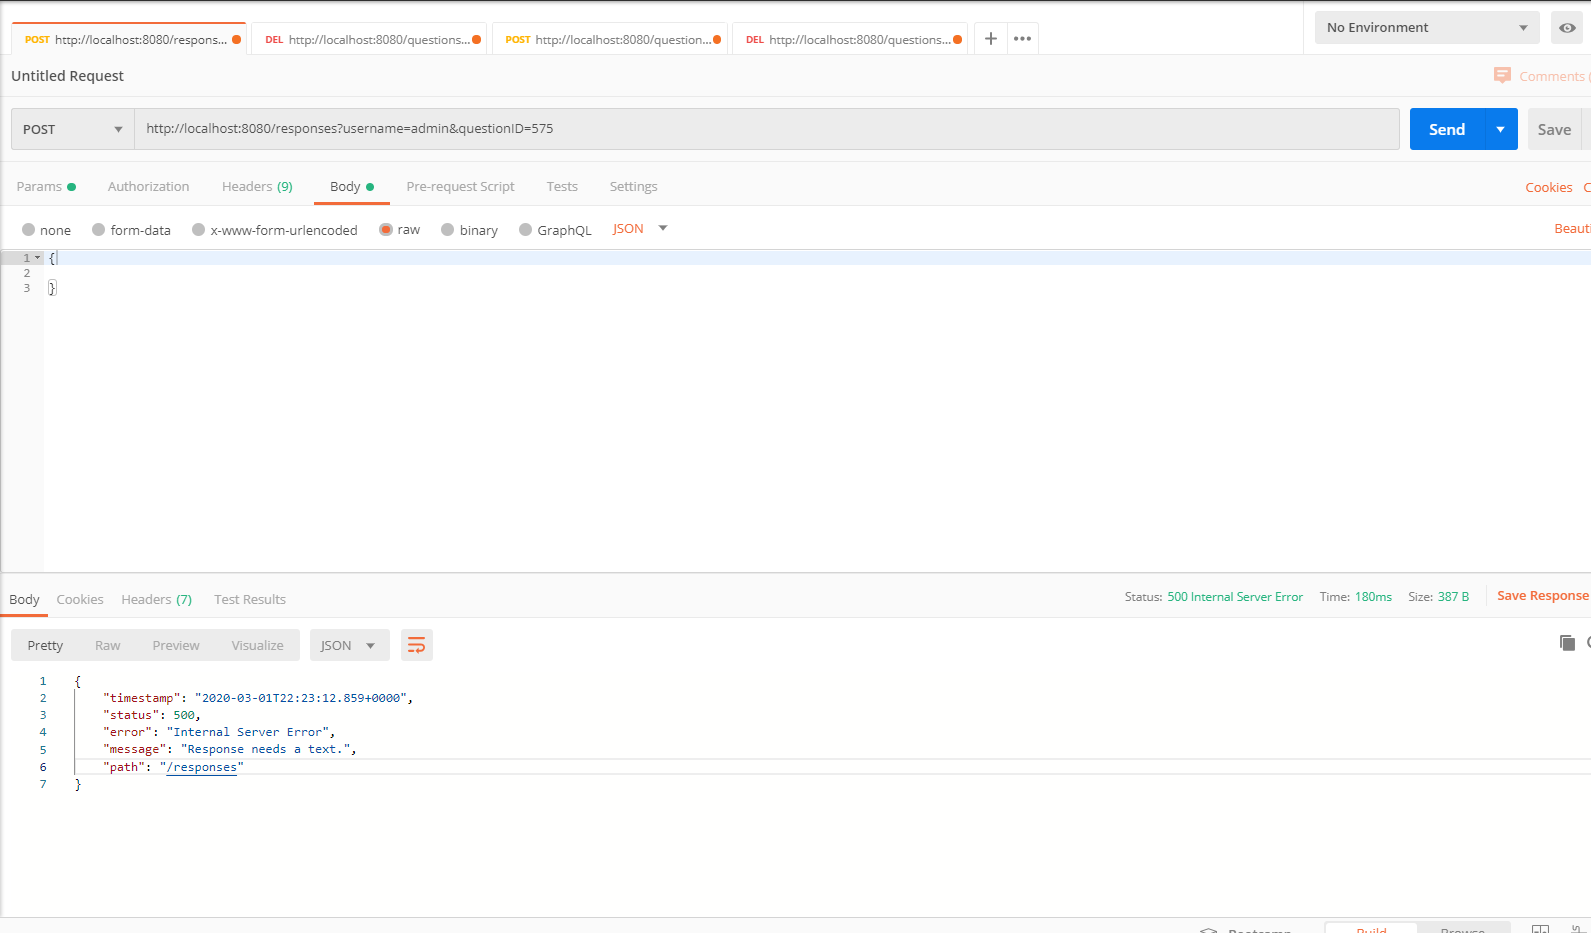 POST http://localhost:8080/respons... DEL http://localhost:8080/questions... POST http://localhost:8080/question... DEL http://localhost:8080/questions... + ••• No Environment
Untitled Request Comments (
POST http://localhost:8080/responses?username=admin&questionID=575 Send Save
Params Authorization Headers (9) Body Pre-request Script Tests Settings Cookies C
none form-data x-www-form-urlencoded raw binary GraphQL JSON Beauti
1 {
2
3 }
Body Cookies Headers (7) Test Results Status: 500 Internal Server Error Time: 180ms Size: 387 B Save Response
Pretty Raw Preview Visualize JSON
1 {
2 "timestamp": "2020-03-01T22:23:12.859+0000",
3 "status": 500,
4 "error": "Internal Server Error",
5 "message": "Response needs a text.",
6 "path": "/responses"
7 }
Bootcamp Build Browse